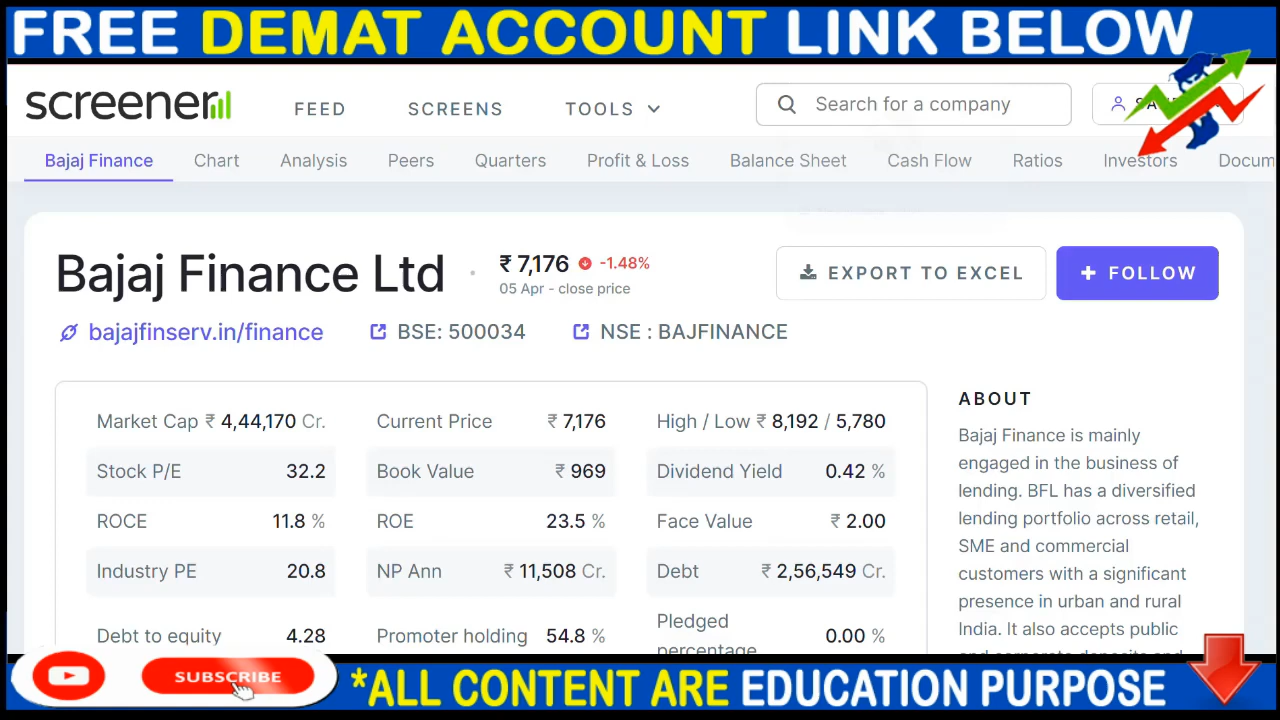 FREE DEMAT ACCOUNT LINK BELOW
screener FEED SCREENS TOOLS Search for a company
Bajaj Finance Chart Analysis Peers Quarters Profit & Loss Balance Sheet Cash Flow Ratios Investors Docum
Bajaj Finance Ltd ₹ 7,176 -1.48%
05 Apr - close price
EXPORT TO EXCEL + FOLLOW
bajajfinserv.in/finance BSE: 500034 NSE : BAJFINANCE
Market Cap ₹ 4,44,170 Cr. Current Price ₹ 7,176 High / Low ₹ 8,192 / 5,780
Stock P/E 32.2 Book Value ₹ 969 Dividend Yield 0.42 %
ROCE 11.8 % ROE 23.5 % Face Value ₹ 2.00
Industry PE 20.8 NP Ann ₹ 11,508 Cr. Debt ₹ 2,56,549 Cr.
Debt to equity 4.28 Promoter holding 54.8 % Pledged percentage 0.00 %
ABOUT
Bajaj Finance is mainly
engaged in the business of
lending. BFL has a diversified
lending portfolio across retail,
SME and commercial
customers with a significant
presence in urban and rural
India. It also accepts public
SUBSCRIBE
*ALL CONTENT ARE EDUCATION PURPOSE